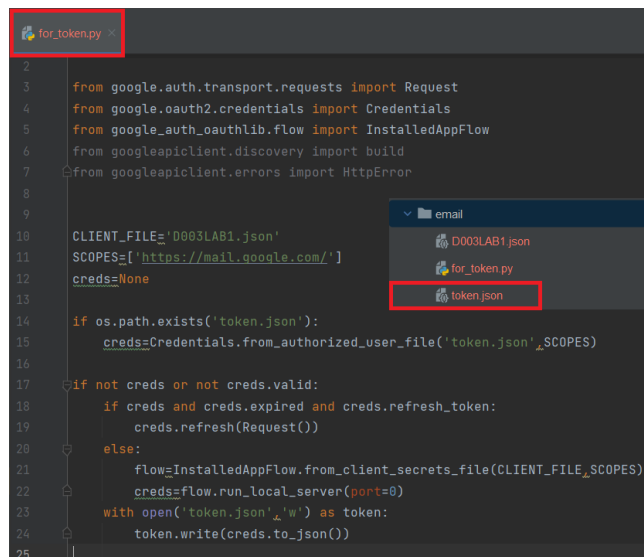 for_token.py ×
2
3 from google.auth.transport.requests import Request
4 from google.oauth2.credentials import Credentials
5 from google_auth_oauthlib.flow import InstalledAppFlow
6 from googleapiclient.discovery import build
7 from googleapiclient.errors import HttpError
8
9
10 CLIENT_FILE='D003LAB1.json'
11 SCOPES=['https://mail.google.com/']
12 creds=None
13
14 if os.path.exists('token.json'):
15 creds=Credentials.from_authorized_user_file('token.json',SCOPES)
16
17 if not creds or not creds.valid:
18 if creds and creds.expired and creds.refresh_token:
19 creds.refresh(Request())
20 else:
21 flow=InstalledAppFlow.from_client_secrets_file(CLIENT_FILE,SCOPES)
22 creds=flow.run_local_server(port=0)
23 with open('token.json','w') as token:
24 token.write(creds.to_json())
25
email
D003LAB1.json
for_token.py
token.json